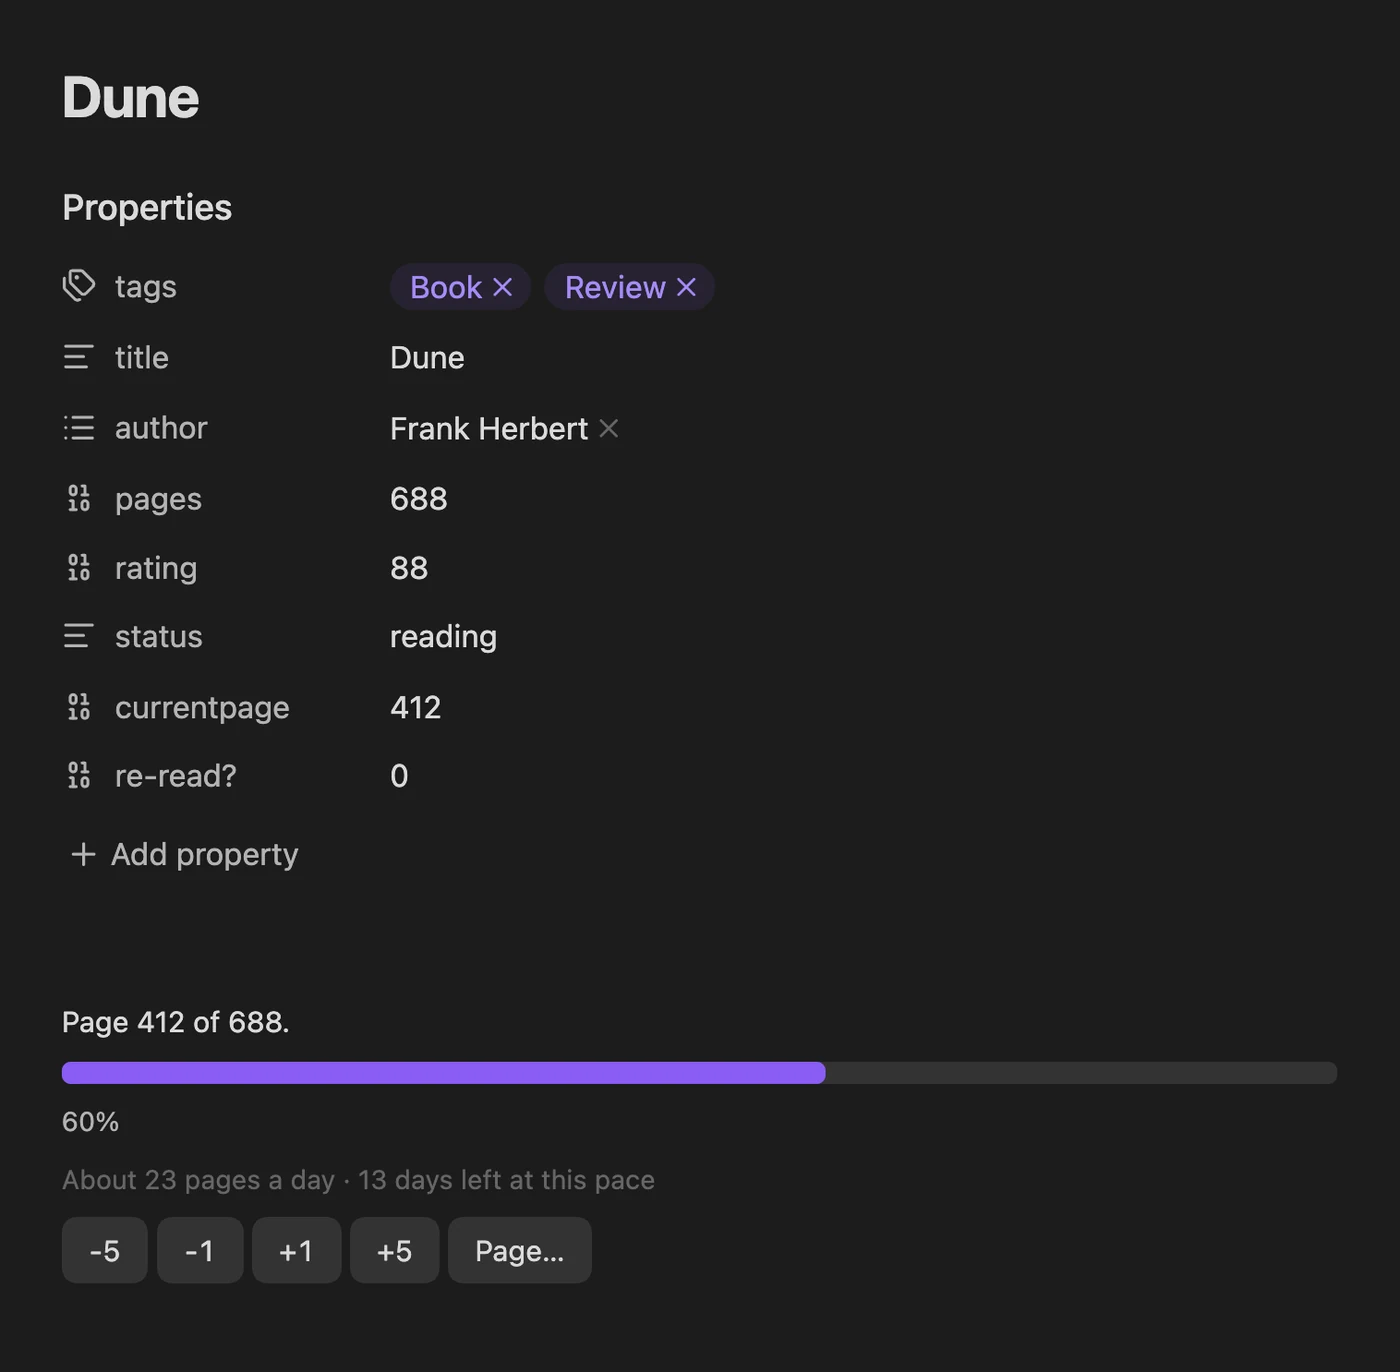 Dune
Properties
tags Book Review
title Dune
author Frank Herbert
pages 688
rating 88
status reading
currentpage 412
re-read? 0
+ Add property
Page 412 of 688.
60%
About 23 pages a day · 13 days left at this pace
-5 -1 +1 +5 Page...